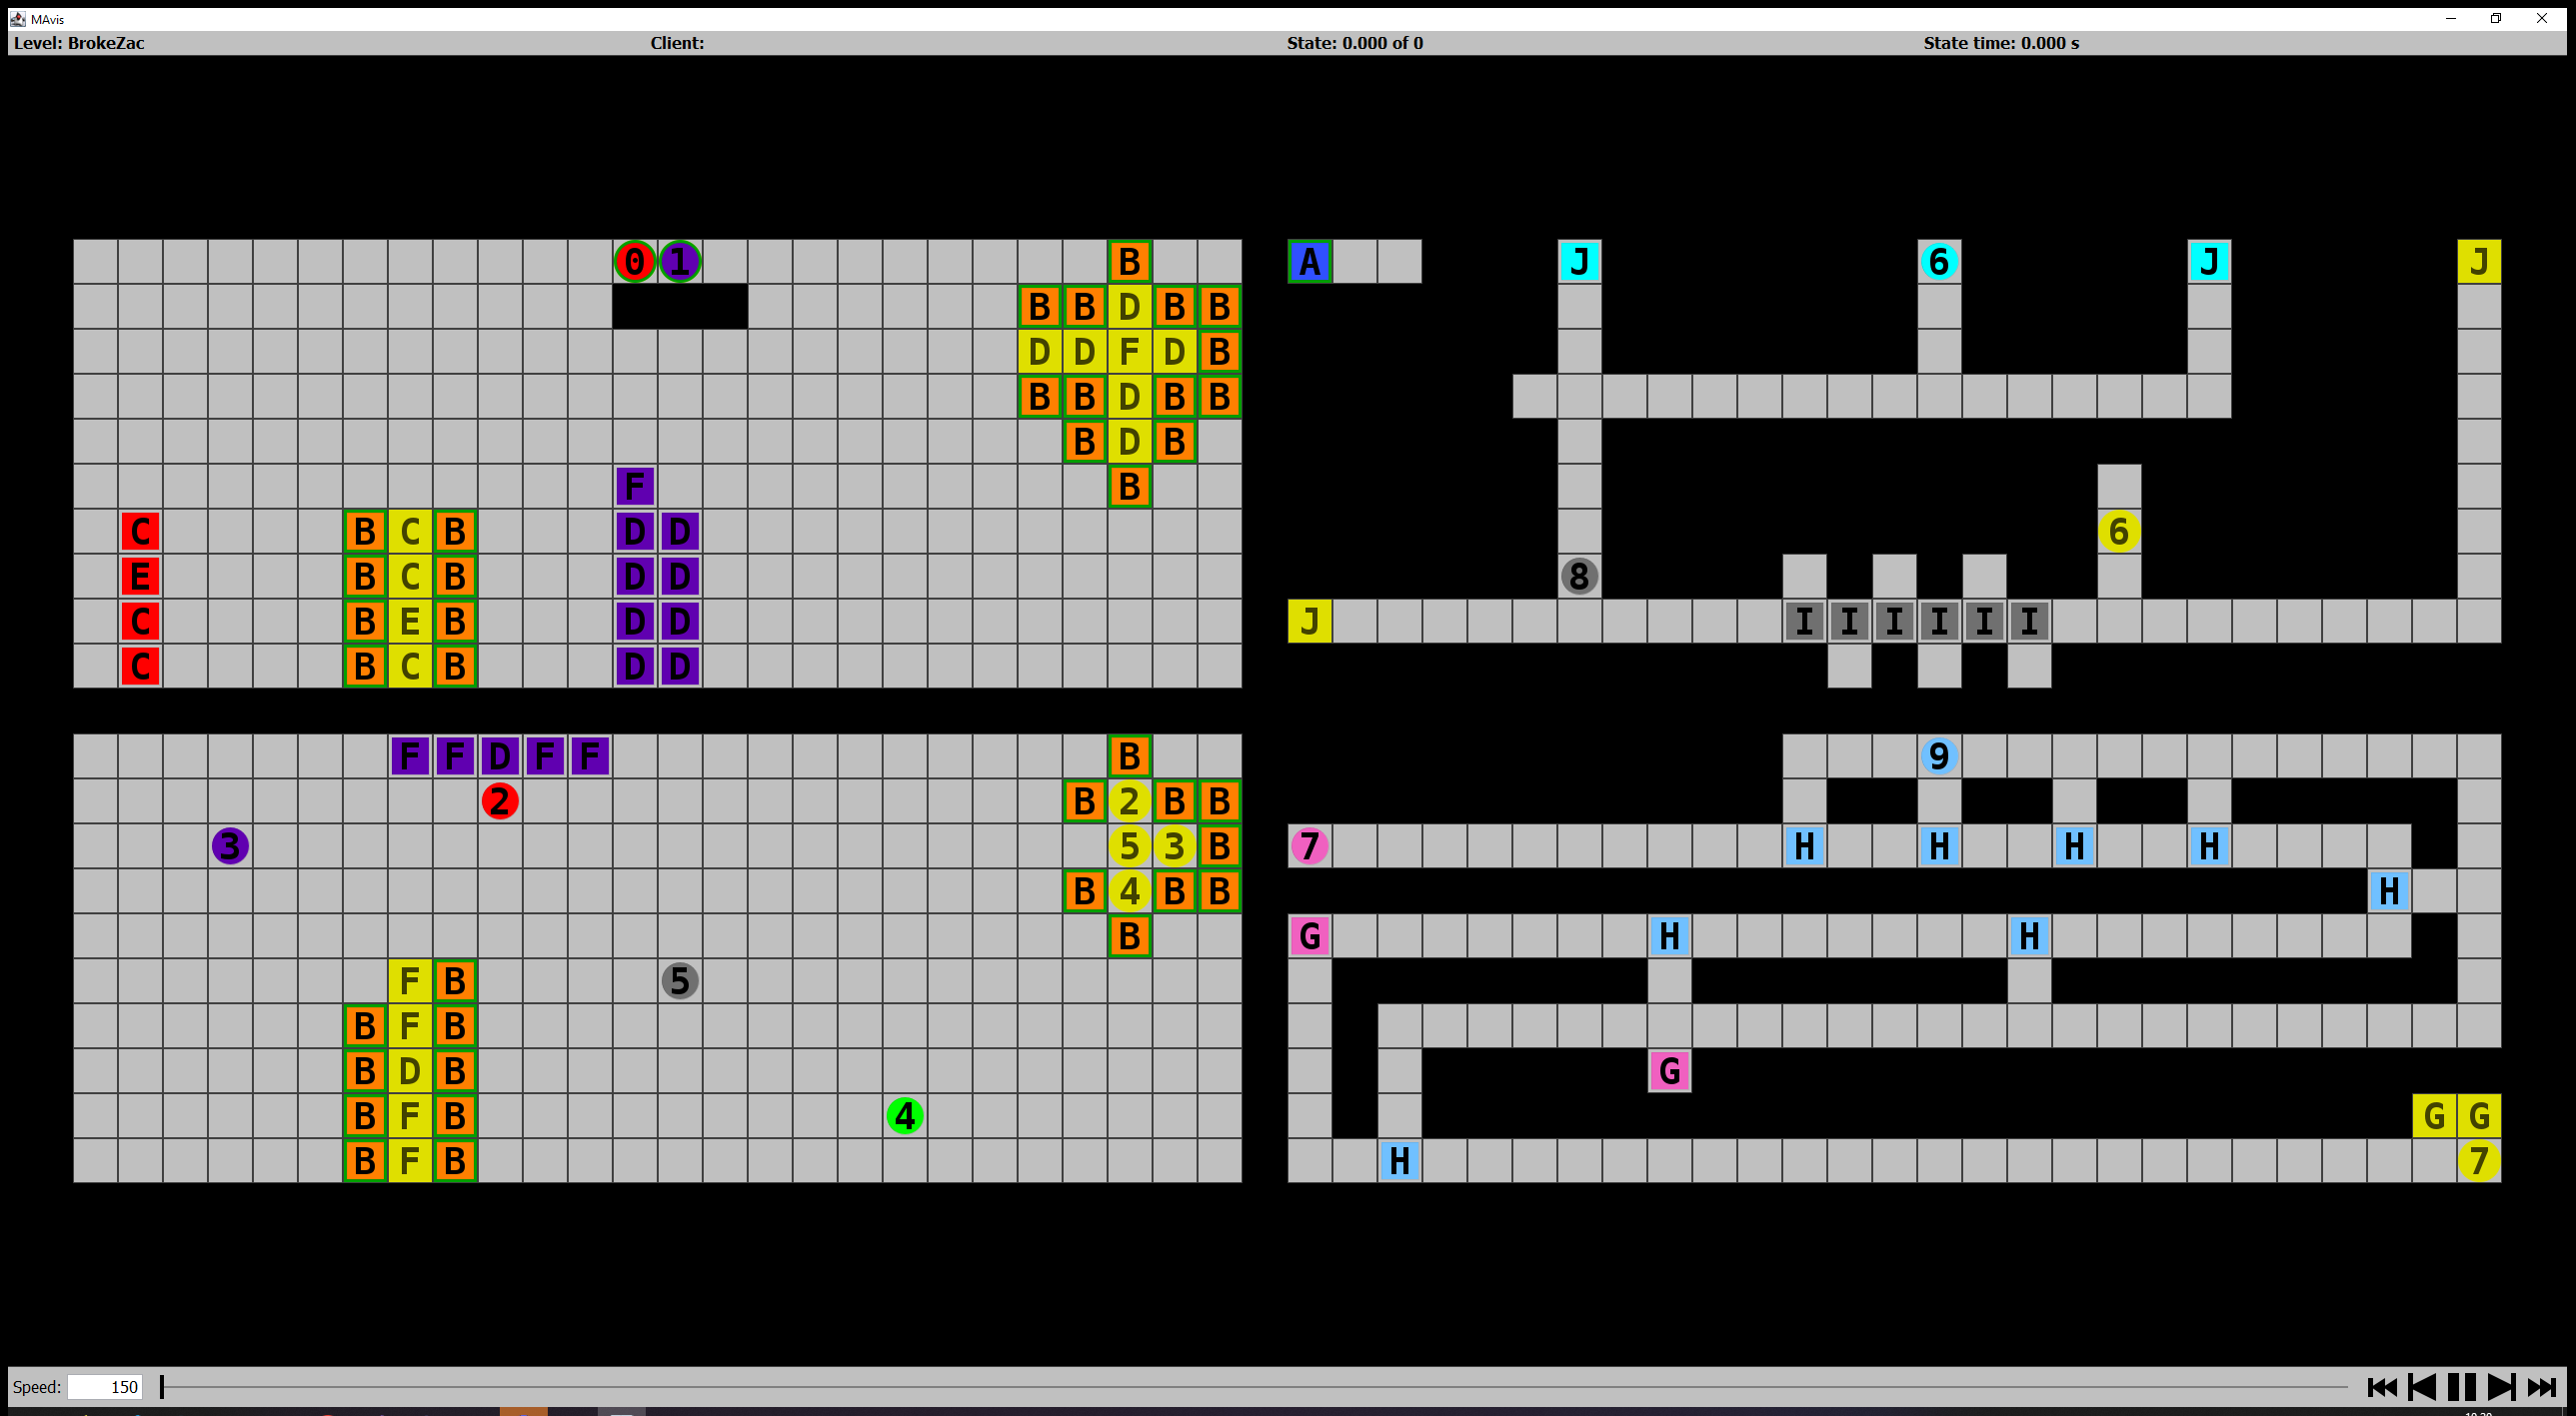 MAvis
Level: BrokeZac Client: State: 0.000 of 0 State time: 0.000 s
0 1 B A J 6 J J
B B D B B
D D F D B
B B D B B
B D B
F B
C B C B D D 6
E B C B D D 8
C B E B D D J I I I I I I
C B C B D D
F F D F F B 9
2 B 2 B B
3 5 3 B 7 H H H H
B 4 B B H
B G H H
F B 5
B F B
B D B G
B F B 4 G G
B F B H 7
Speed: 150